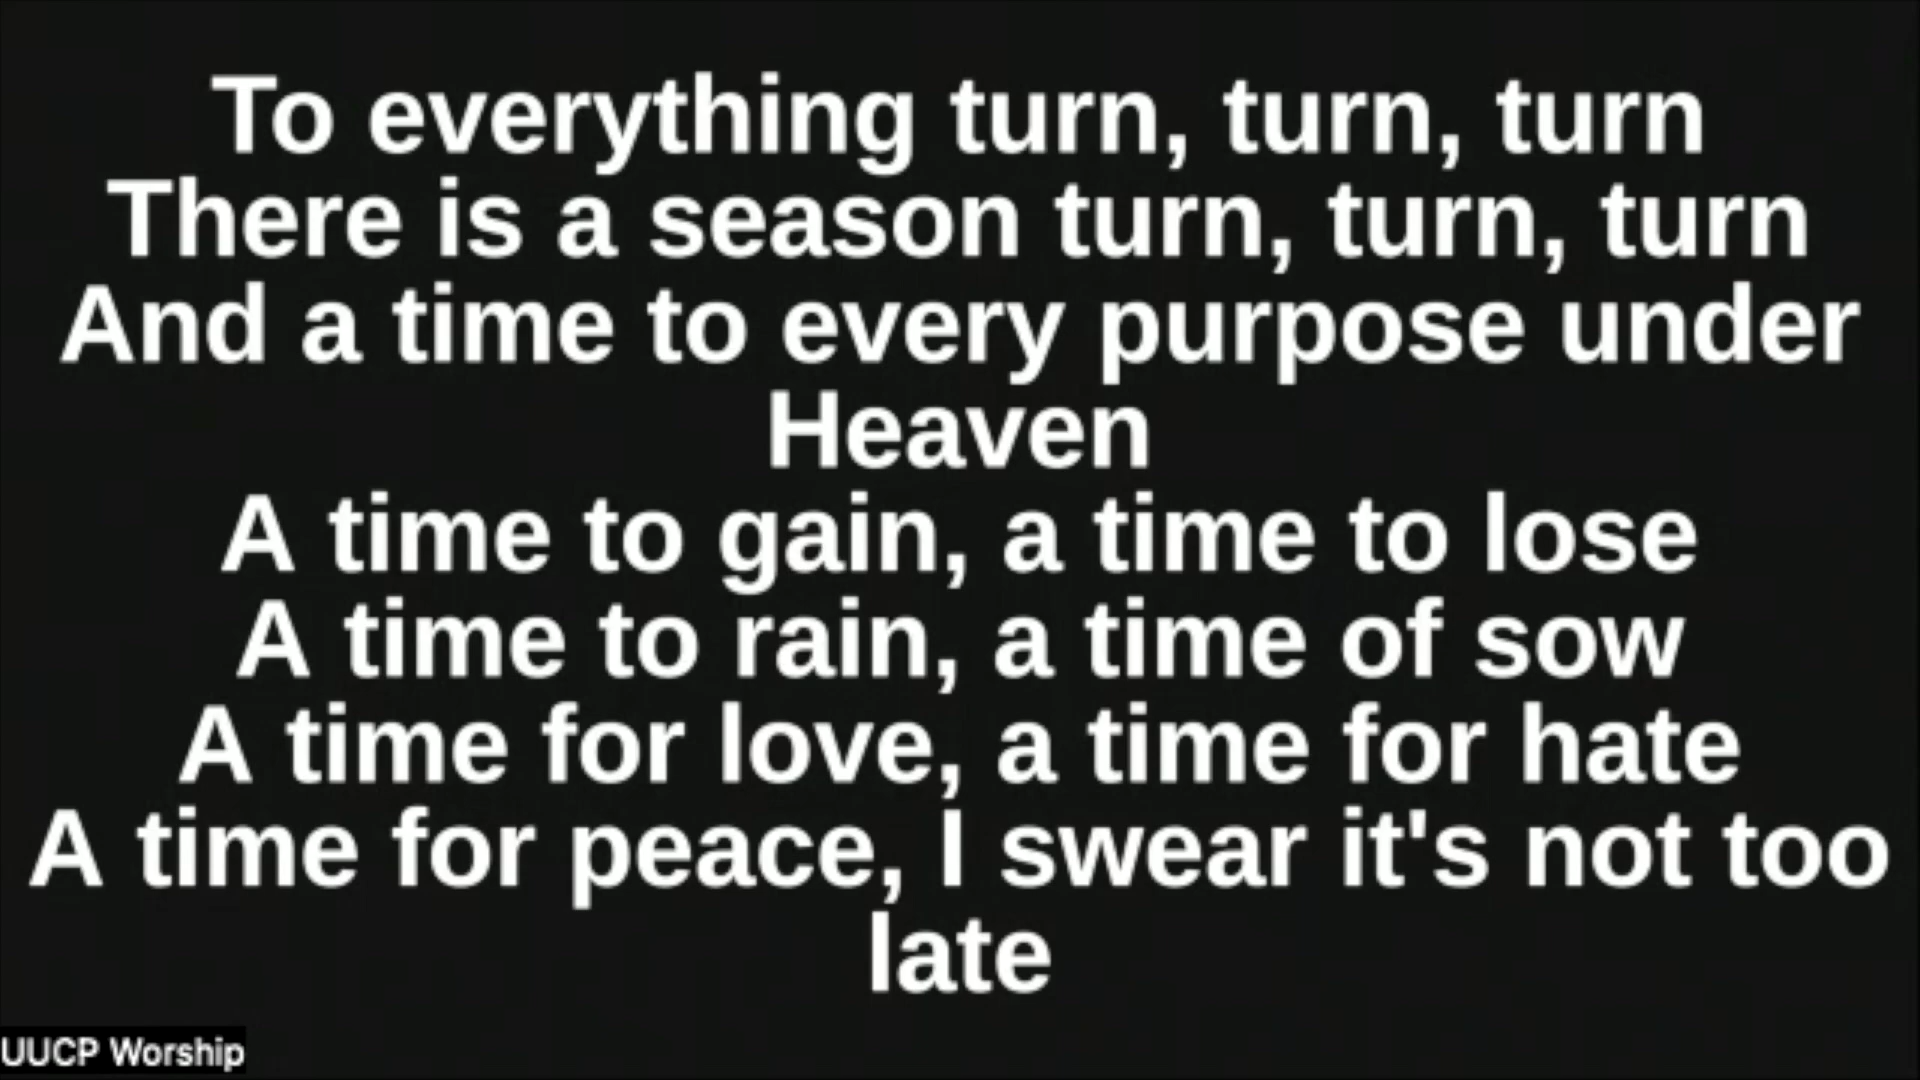 To everything turn, turn, turn
There is a season turn, turn, turn
And a time to every purpose under
Heaven
A time to gain, a time to lose
A time to rain, a time of sow
A time for love, a time for hate
A time for peace, I swear it's not too
late
UUCP Worship